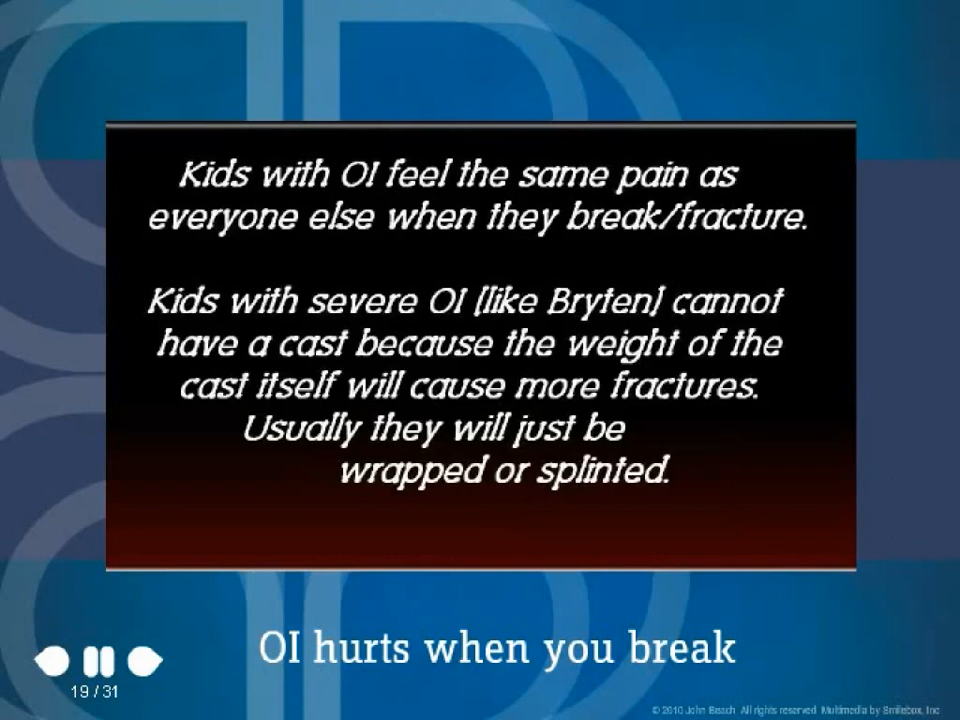 Kids with OI feel the same pain as
everyone else when they break/fracture.
Kids with severe OI [like Bryten] cannot
have a cast because the weight of the
cast itself will cause more fractures.
Usually they will just be
wrapped or splinted.
OI hurts when you break
19 / 31
© 2010 John Beach All rights reserved Multimedia by Smilebox, Inc